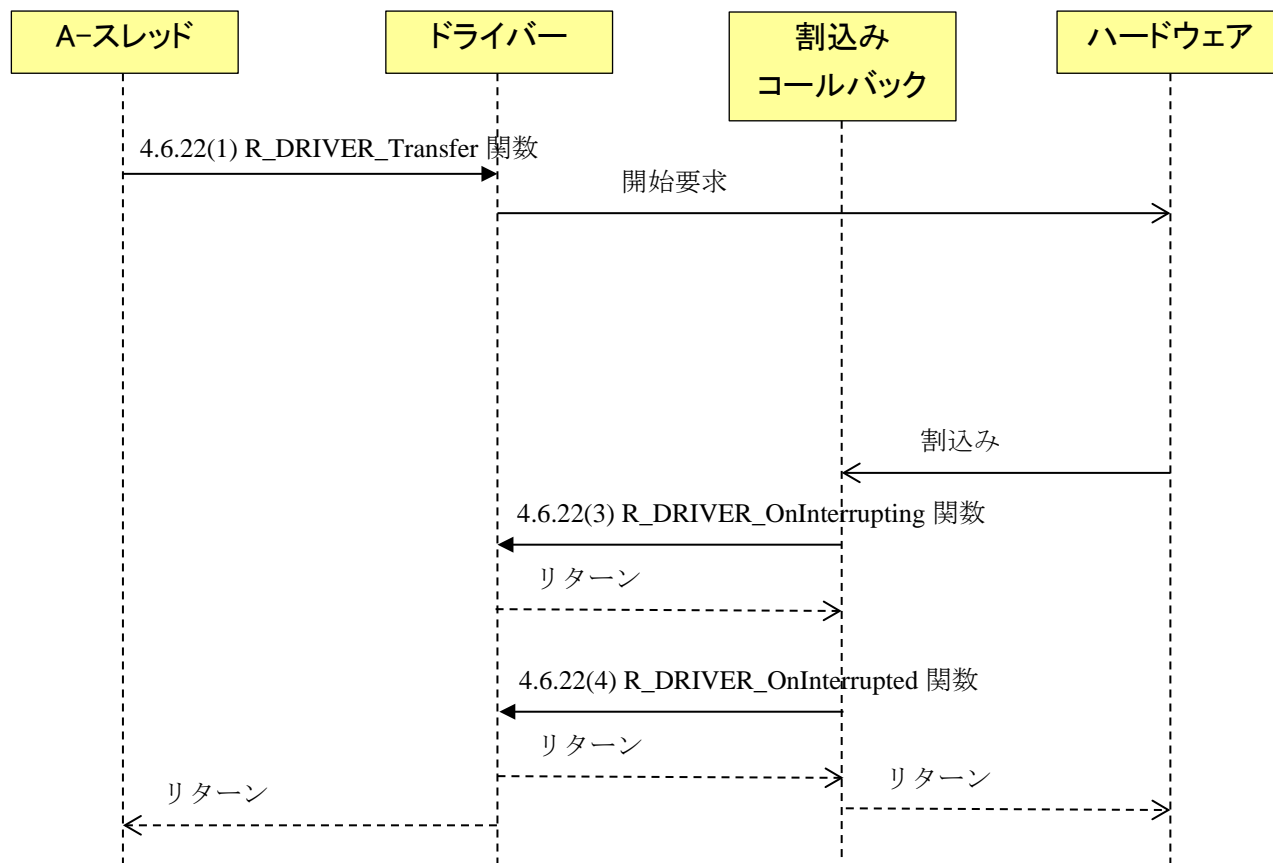 A-スレッド
ドライバー
割込み
コールバック
ハードウェア
4.6.22(1) R_DRIVER_Transfer 関数
開始要求
割込み
4.6.22(3) R_DRIVER_OnInterrupting 関数
リターン
4.6.22(4) R_DRIVER_OnInterrupted 関数
リターン
リターン
リターン